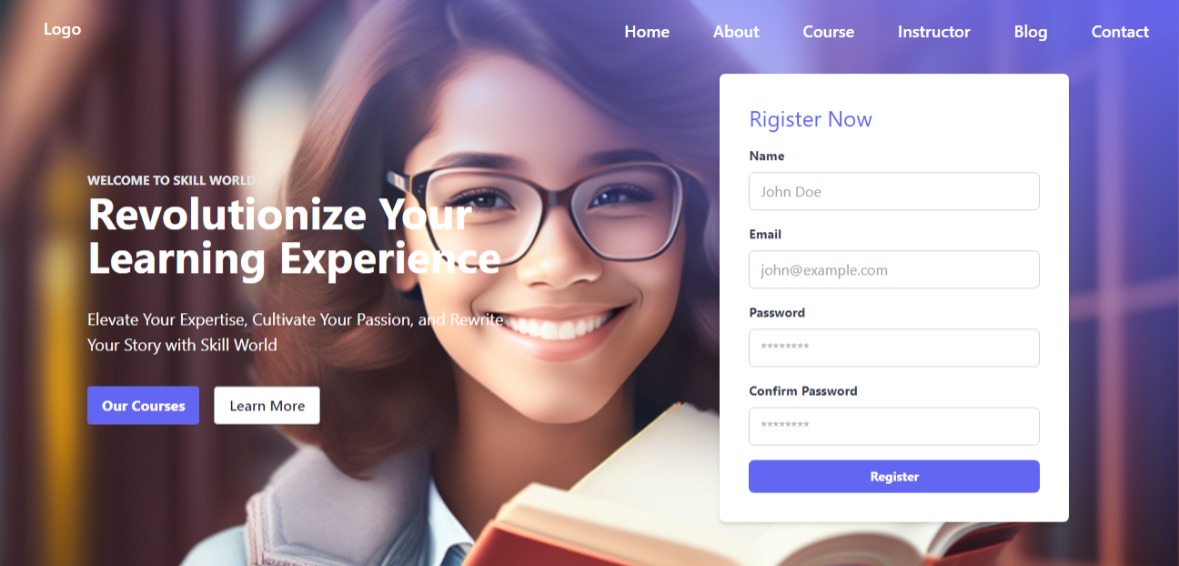 Logo
Home About Course Instructor Blog Contact
WELCOME TO SKILL WORLD
Revolutionize Your
Learning Experience
Elevate Your Expertise, Cultivate Your Passion, and Rewrite
Your Story with Skill World
Our Courses Learn More
Rigister Now
Name
John Doe
Email
john@example.com
Password
********
Confirm Password
********
Register